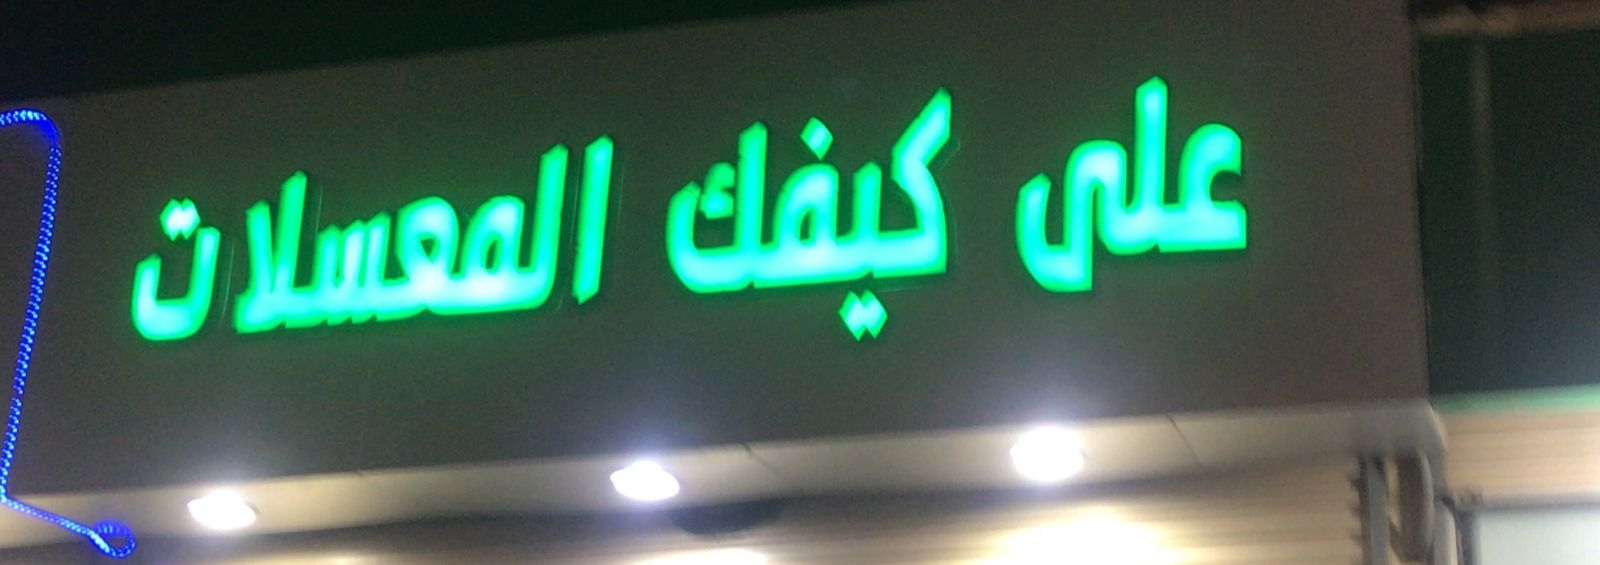 على كيفك المعسلات